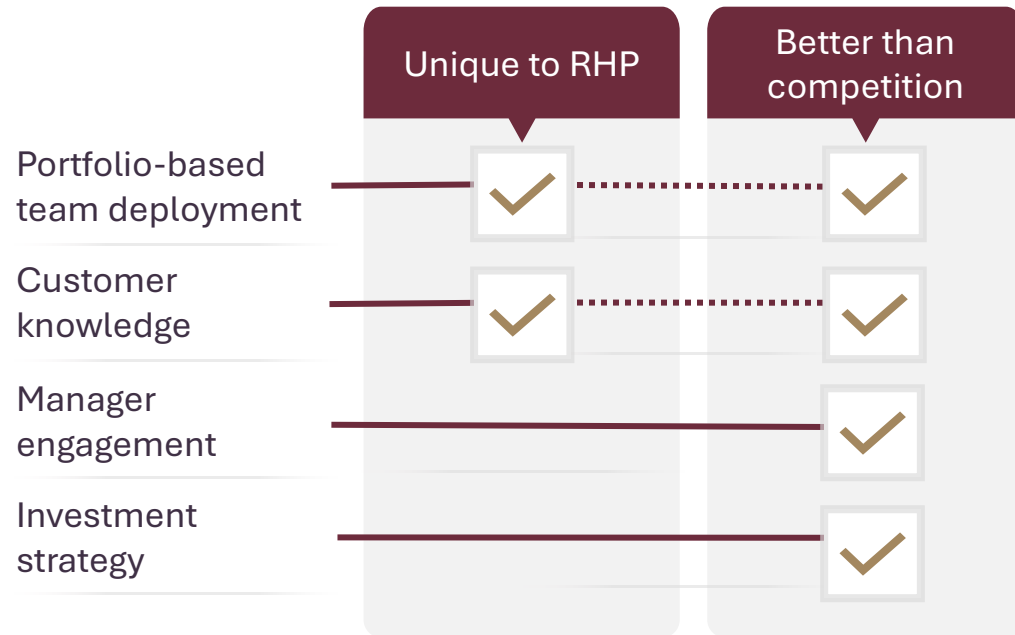 Unique to RHP
Better than
competition
Portfolio-based
team deployment
Customer
knowledge
Manager
engagement
Investment
strategy